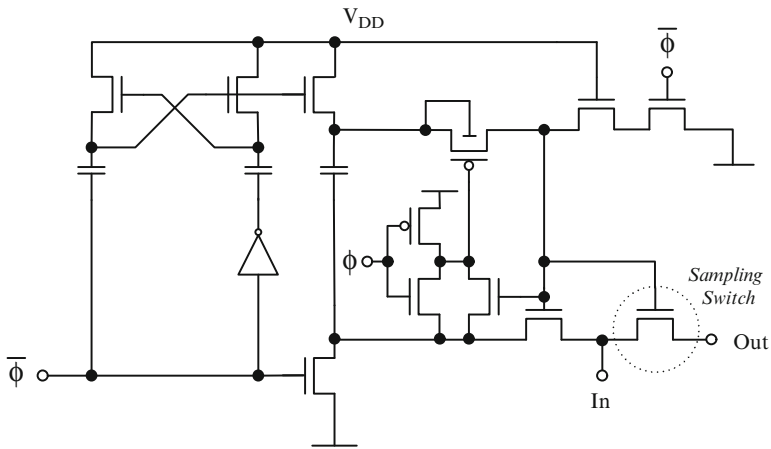 V_DD
φ̅
φ
Sampling
Switch
Out
In
φ̅